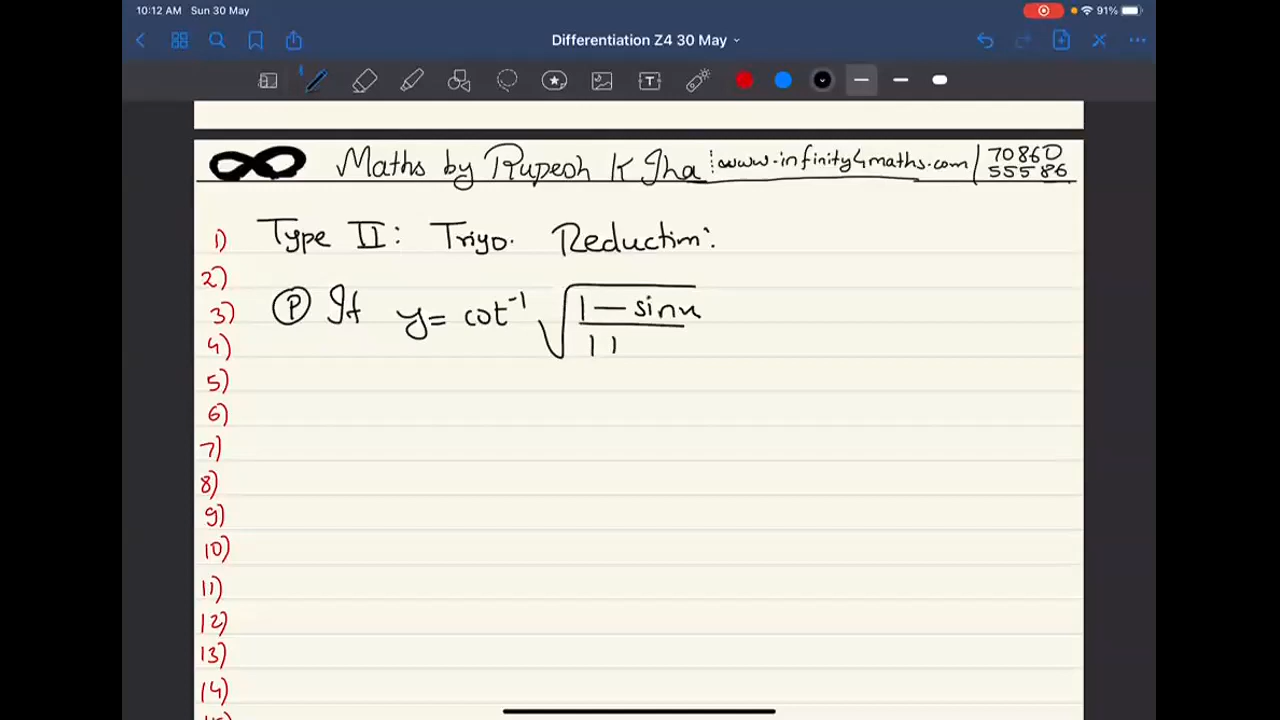 10:12 AM Sun 30 May
91%
Differentiation Z4 30 May
Maths by Rupesh K Jha www.infinity4maths.com / 70860 55586
1) Type II: Trigo. Reduction:
2)
3) (P) If y = cot⁻¹ √(1 - sinx
4) 11
5)
6)
7)
8)
9)
10)
11)
12)
13)
14)